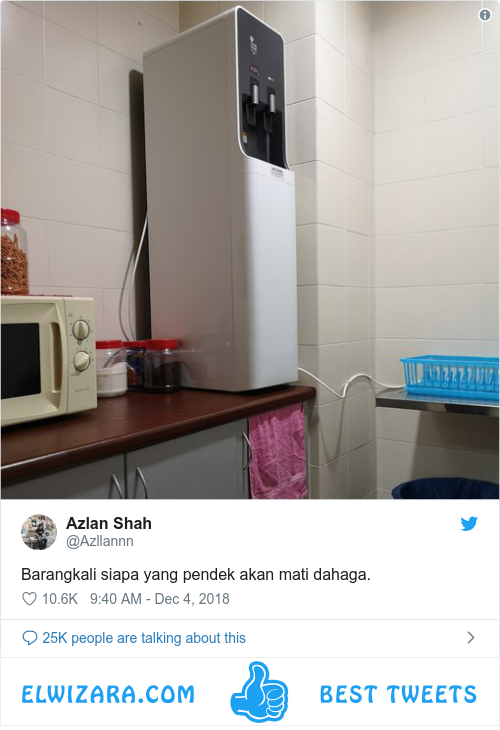 Azlan Shah
@Azllannn
Barangkali siapa yang pendek akan mati dahaga.
10.6K 9:40 AM - Dec 4, 2018
25K people are talking about this
ELWIZARA.COM BEST TWEETS